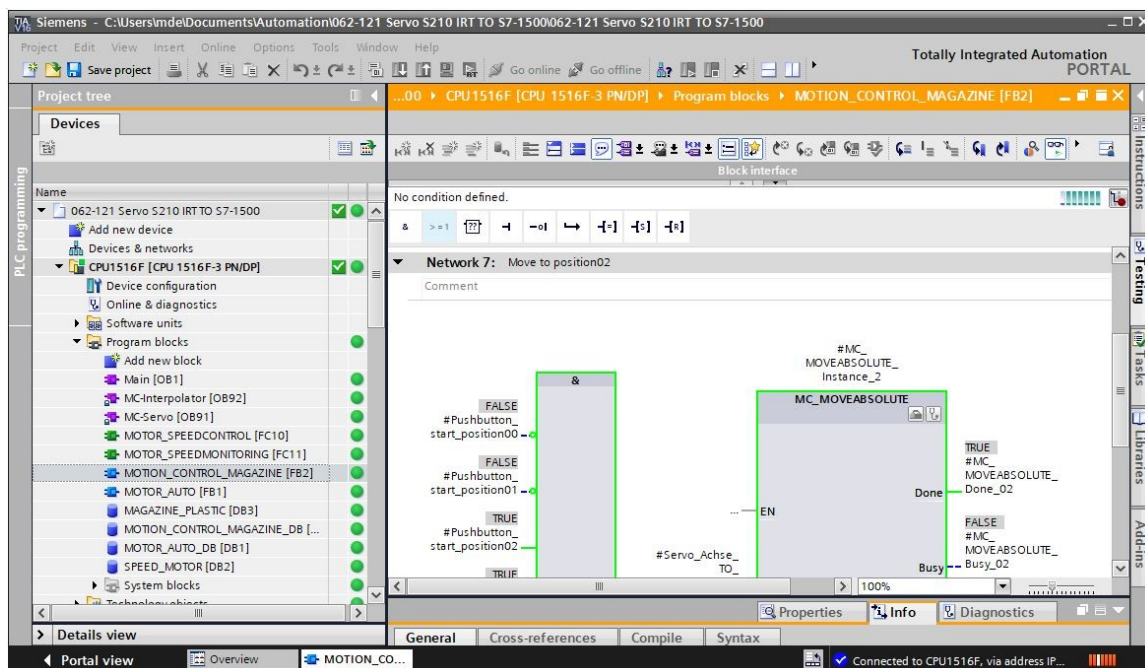 TIA V16 Siemens - C:\Users\mde\Documents\Automation\062-121 Servo S210 IRT TO S7-1500\062-121 Servo S210 IRT TO S7-1500
Project Edit View Insert Online Options Tools Window Help
Totally Integrated Automation
PORTAL
Save project Go online Go offline
Project tree
...00 CPU1516F [CPU 1516F-3 PN/DP] Program blocks MOTION_CONTROL_MAGAZINE [FB2]
Devices
PLC programming
Block interface
Name
062-121 Servo S210 IRT TO S7-1500
Add new device
Devices & networks
CPU1516F [CPU 1516F-3 PN/DP]
Device configuration
Online & diagnostics
Software units
Program blocks
Add new block
Main [OB1]
MC-Interpolator [OB92]
MC-Servo [OB91]
MOTOR_SPEEDCONTROL [FC10]
MOTOR_SPEEDMONITORING [FC11]
MOTION_CONTROL_MAGAZINE [FB2]
MOTOR_AUTO [FB1]
MAGAZINE_PLASTIC [DB3]
MOTION_CONTROL_MAGAZINE_DB [...
MOTOR_AUTO_DB [DB1]
SPEED_MOTOR [DB2]
System blocks
Technology objects
Details view
No condition defined.
& >=1 [??] ⊣ -o| ↦ -[=] -[S] -[R]
Network 7: Move to position02
Comment
&
FALSE
#Pushbutton_
start_position00
FALSE
#Pushbutton_
start_position01
TRUE
#Pushbutton_
start_position02
TRUE
#MC_
MOVEABSOLUTE_
Instance_2
MC_MOVEABSOLUTE
... EN
#Servo_Achse_
TO_
TRUE
#MC_
MOVEABSOLUTE_
Done Done_02
FALSE
#MC_
MOVEABSOLUTE_
Busy Busy_02
100%
Properties Info Diagnostics
General Cross-references Compile Syntax
Instructions
Testing
Tasks
Libraries
Add-ins
Portal view Overview MOTION_CO...
Connected to CPU1516F, via address IP...